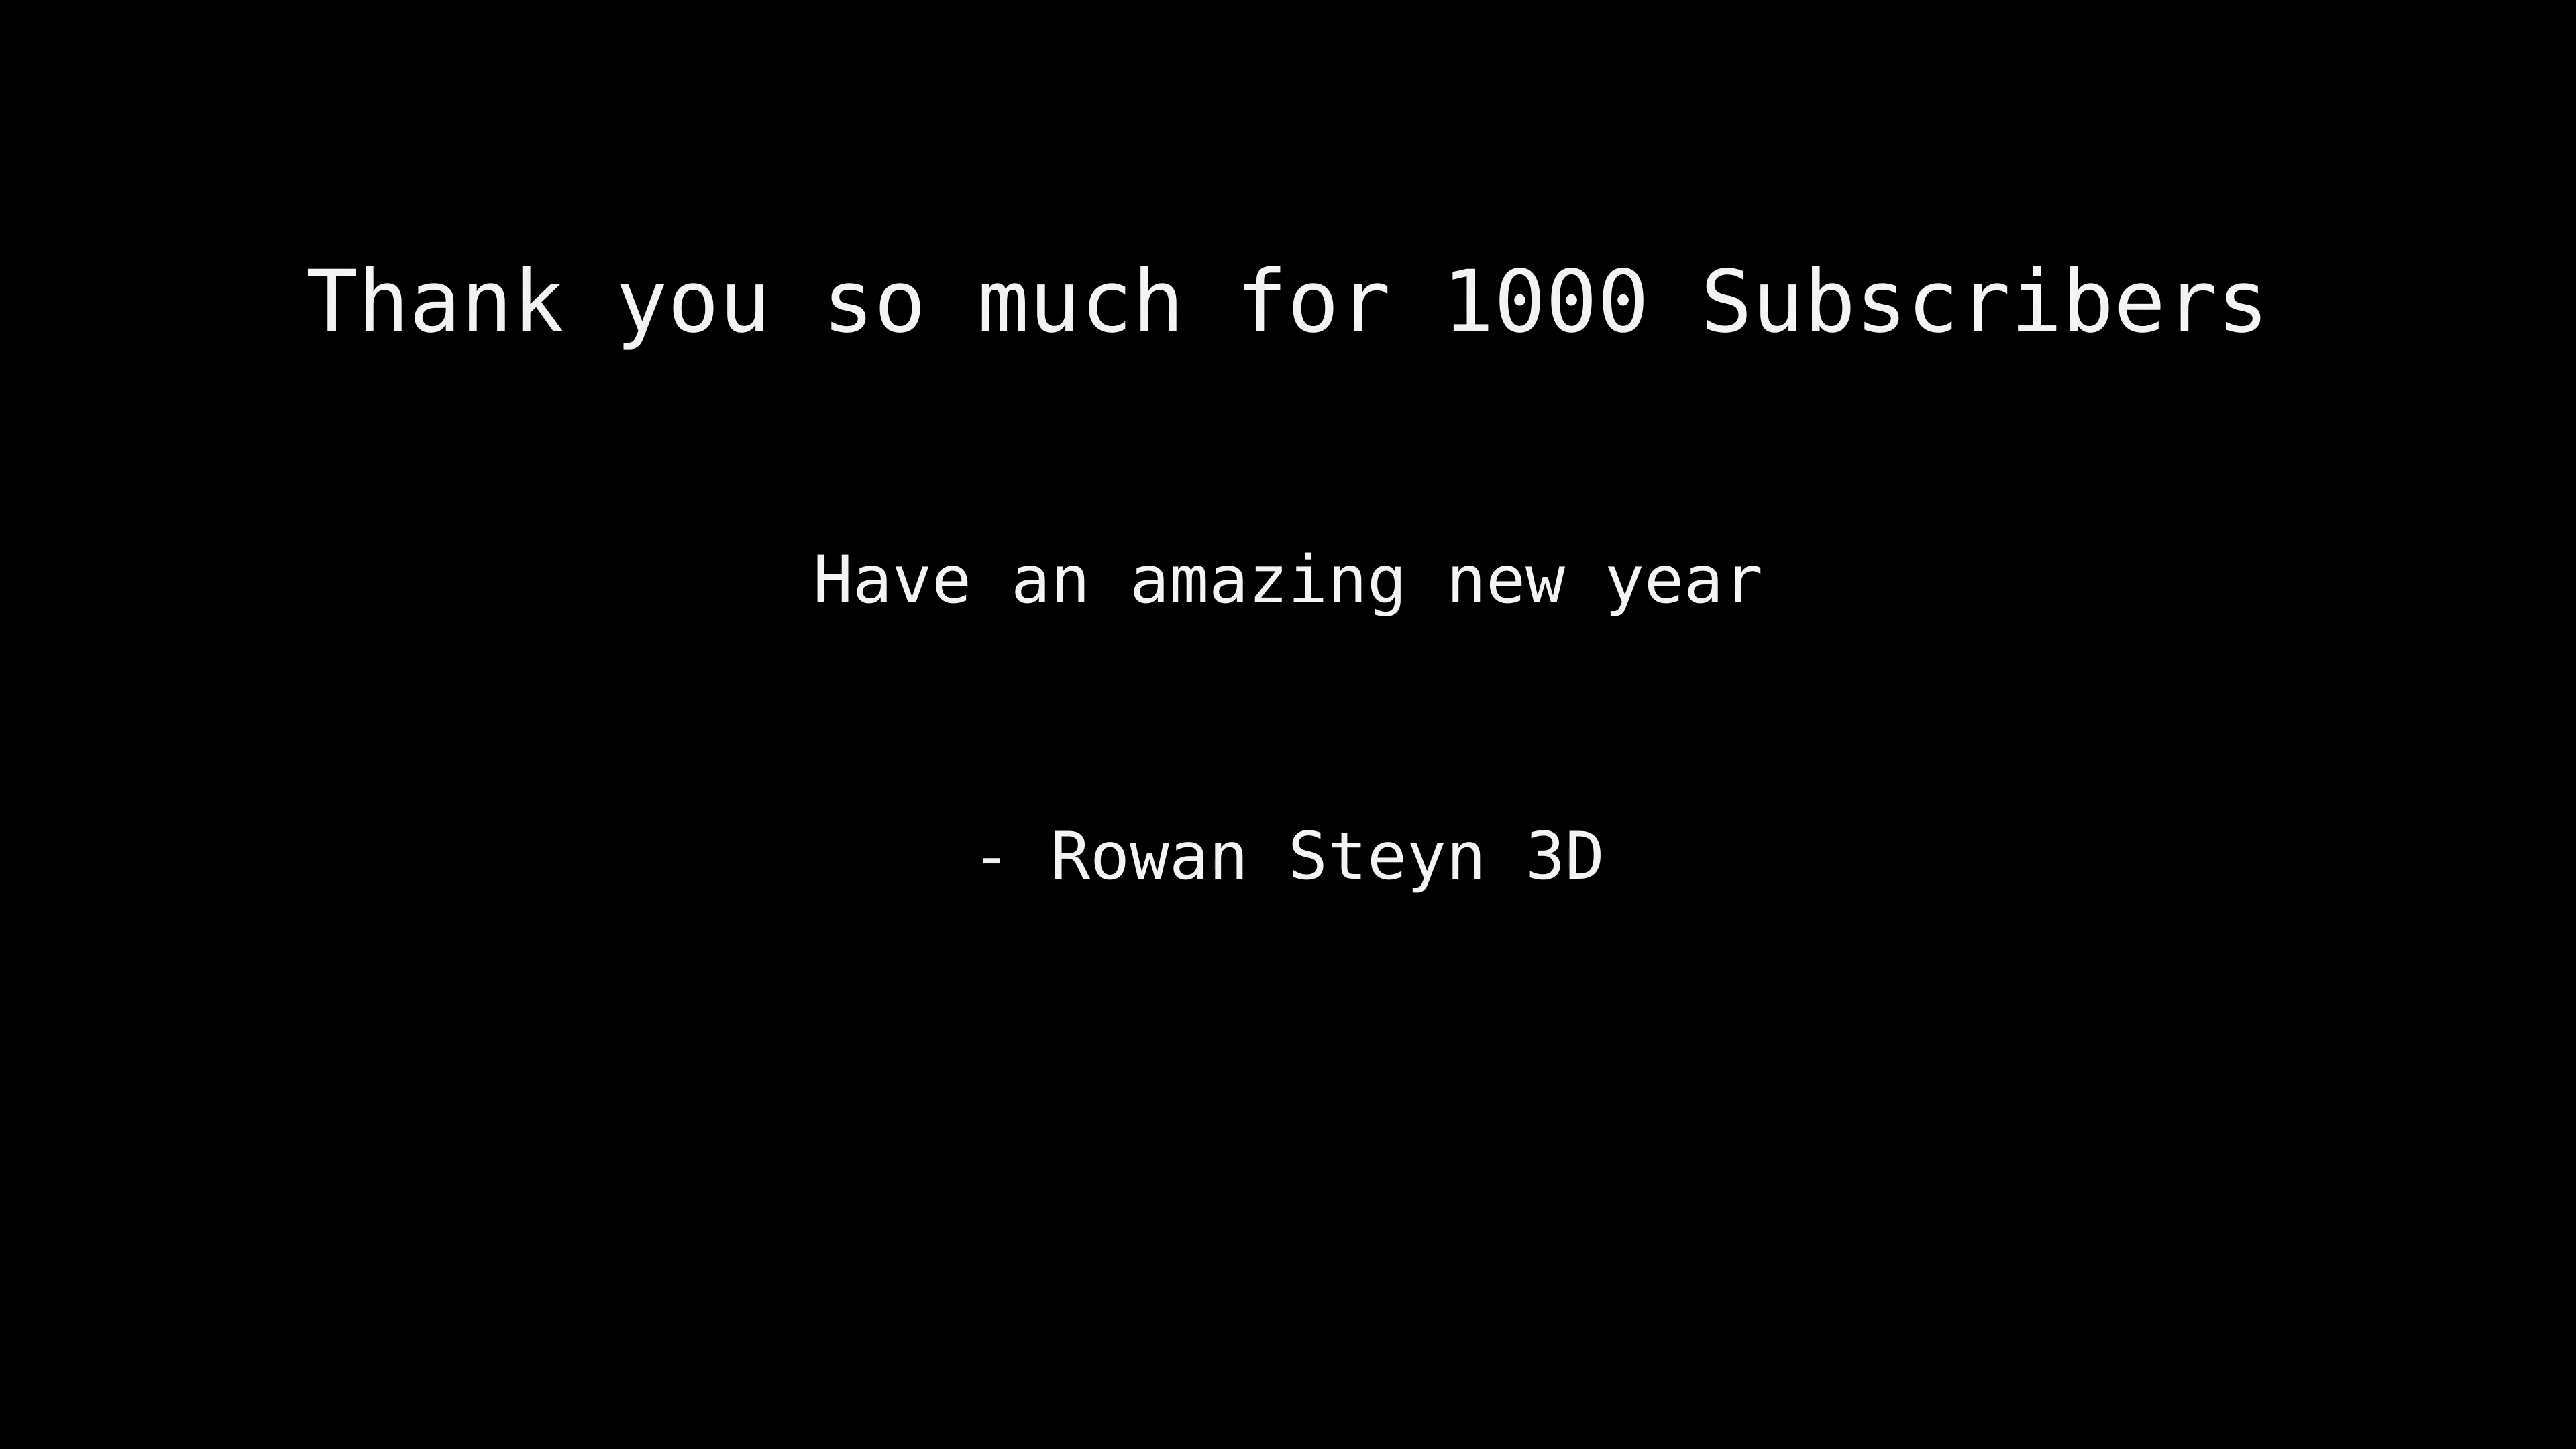 Thank you so much for 1000 Subscribers
Have an amazing new year
- Rowan Steyn 3D